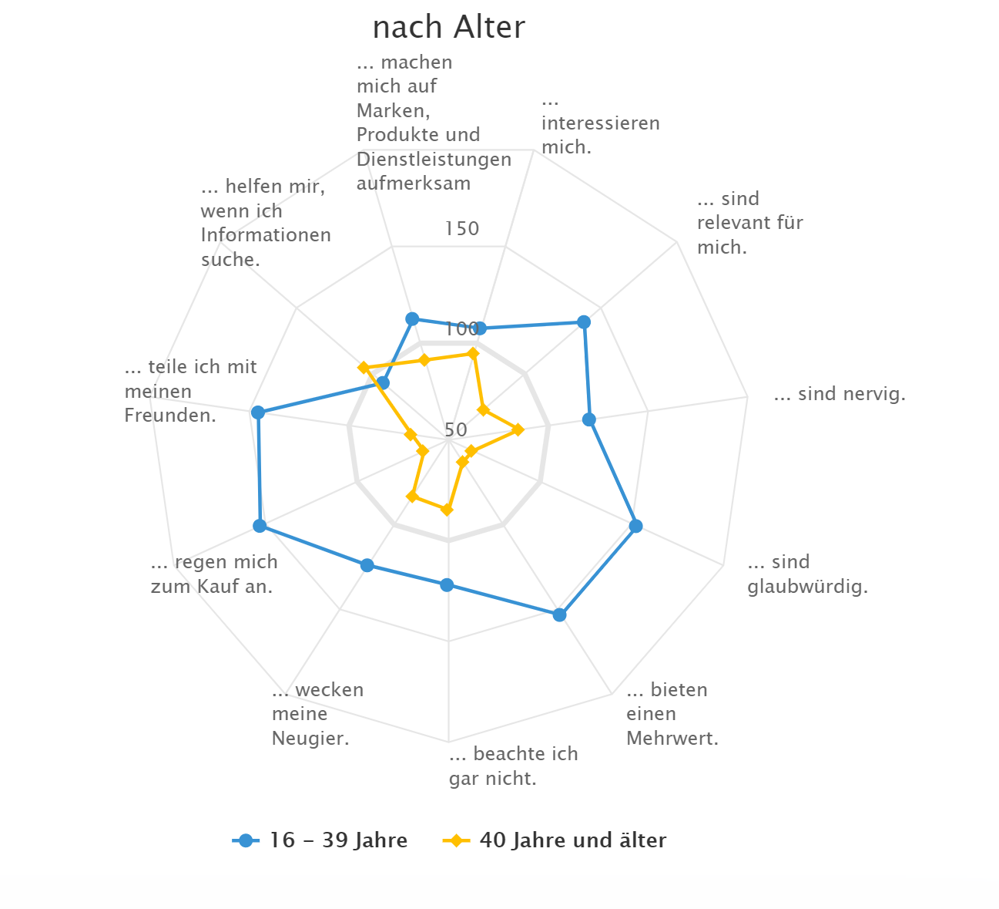 nach Alter
... machen
mich auf
Marken,
Produkte und
Dienstleistungen
aufmerksam
...
interessieren
mich.
... helfen mir,
wenn ich
Informationen
suche.
... sind
relevant für
mich.
150
100
50
... teile ich mit
meinen
Freunden.
... sind nervig.
... regen mich
zum Kauf an.
... sind
glaubwürdig.
... wecken
meine
Neugier.
... bieten
einen
Mehrwert.
... beachte ich
gar nicht.
16 – 39 Jahre
40 Jahre und älter